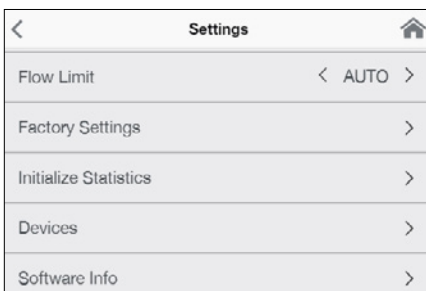 Settings
Flow Limit < AUTO >
Factory Settings >
Initialize Statistics >
Devices >
Software Info >